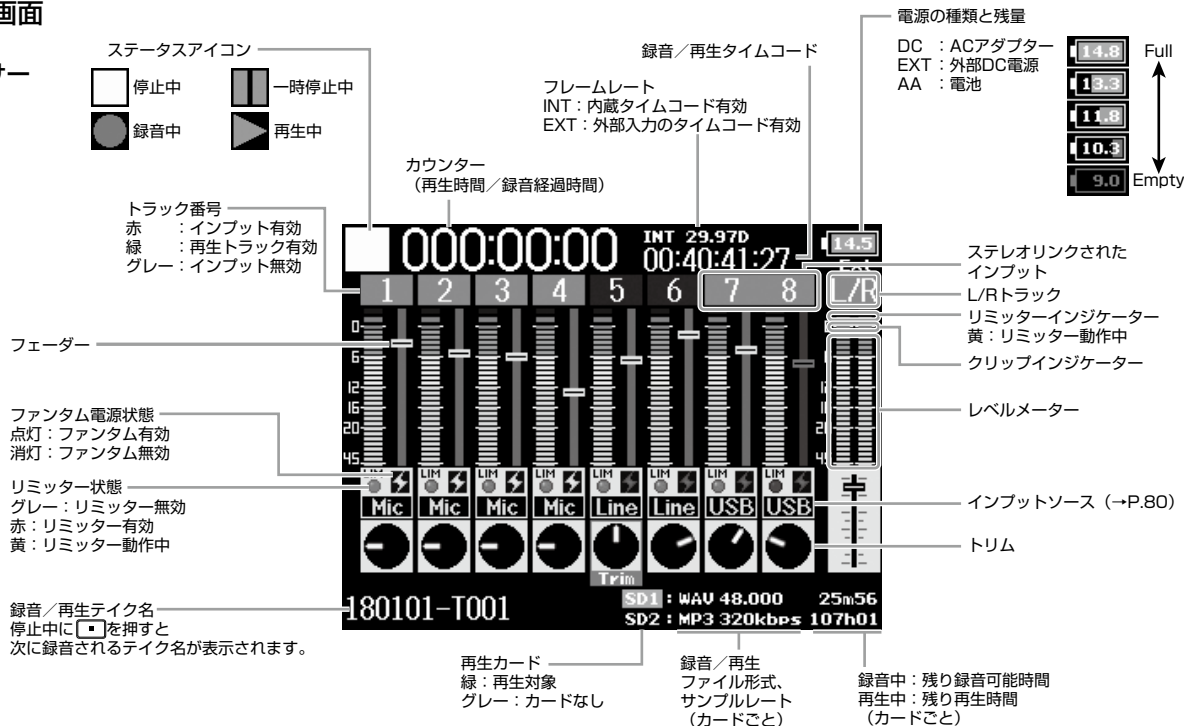 画面
ステータスアイコン
停止中
一時停止中
録音中
再生中
録音／再生タイムコード
フレームレート
INT：内蔵タイムコード有効
EXT：外部入力のタイムコード有効
電源の種類と残量
DC ：ACアダプター
EXT：外部DC電源
AA ：電池
14.8
13.3
11.8
10.3
9.0
Full
Empty
カウンター
（再生時間／録音経過時間）
トラック番号
赤 ：インプット有効
緑 ：再生トラック有効
グレー：インプット無効
000:00:00
INT 29.97D
00:40:41:27
14.5
Ext
1 2 3 4 5 6 7 8 L/R
0
6
12
16
20
45
フェーダー
ファンタム電源状態
点灯：ファンタム有効
消灯：ファンタム無効
リミッター状態
グレー：リミッター無効
赤：リミッター有効
黄：リミッター動作中
ステレオリンクされた
インプット
L/Rトラック
リミッターインジケーター
黄：リミッター動作中
クリップインジケーター
レベルメーター
インプットソース（→P.80）
トリム
LIM LIM LIM LIM LIM LIM LIM LIM
Mic Mic Mic Mic Line Line USB USB
Trim
180101-T001
SD1 : WAV 48.000 25m56
SD2 : MP3 320kbps 107h01
録音／再生テイク名
停止中に を押すと
次に録音されるテイク名が表示されます。
再生カード
緑：再生対象
グレー：カードなし
録音／再生
ファイル形式、
サンプルレート
（カードごと）
録音中：残り録音可能時間
再生中：残り再生時間
（カードごと）